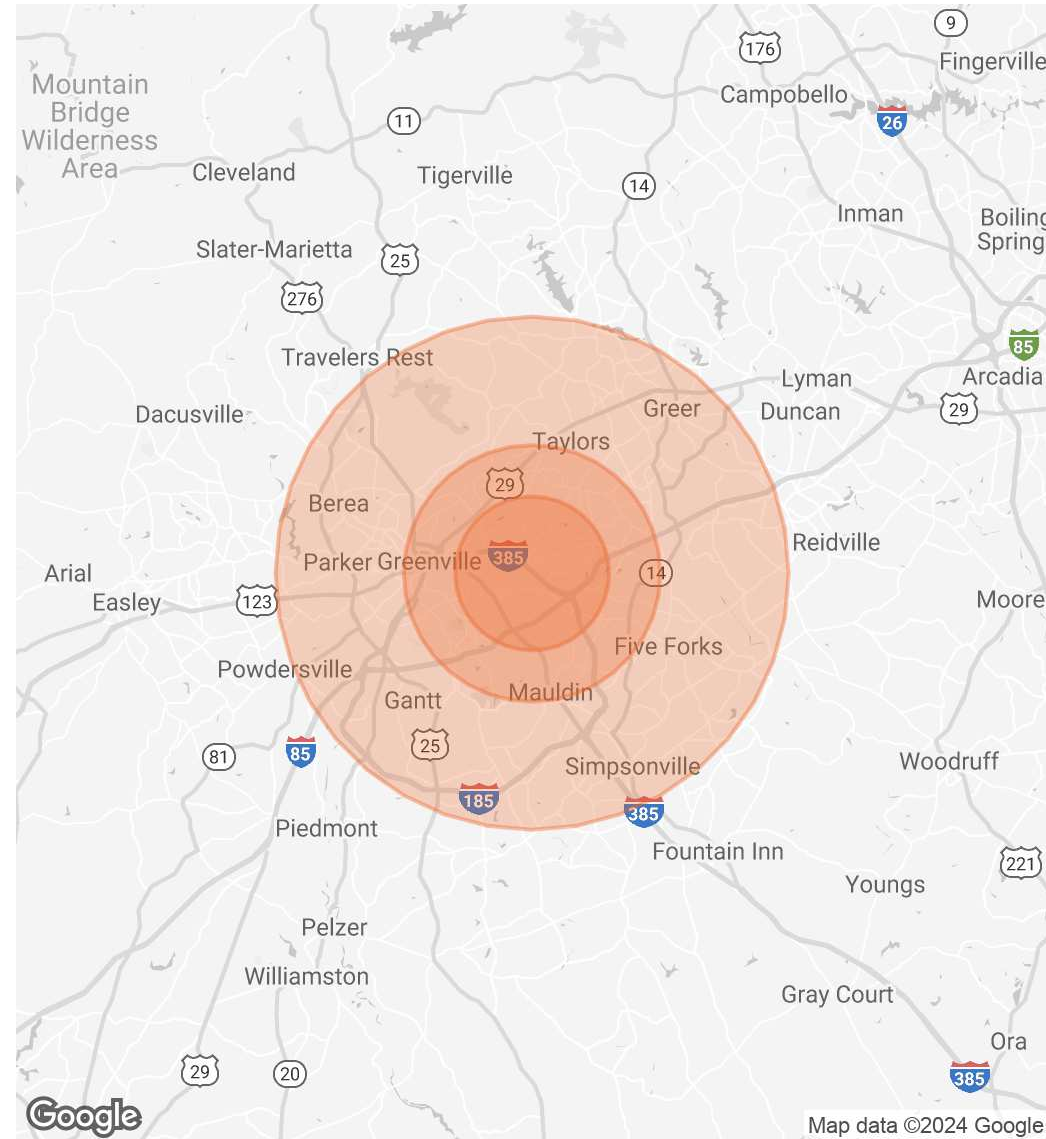 9
176
Fingerville
Mountain
Bridge
Wilderness
Area
Campobello
11
26
Cleveland
Tigerville
14
Inman
Boiling
Spring
Slater-Marietta
25
276
85
Travelers Rest
Lyman
Arcadia
Dacusville
Greer
Duncan
29
Taylors
29
Berea
Reidville
Parker
Greenville
385
Arial
14
Easley
123
Moore
Five Forks
Powdersville
Gantt
Mauldin
25
81
85
Simpsonville
Woodruff
185
385
Piedmont
Fountain Inn
221
Youngs
Pelzer
Williamston
Gray Court
Ora
29
20
385
Google
Map data ©2024 Google